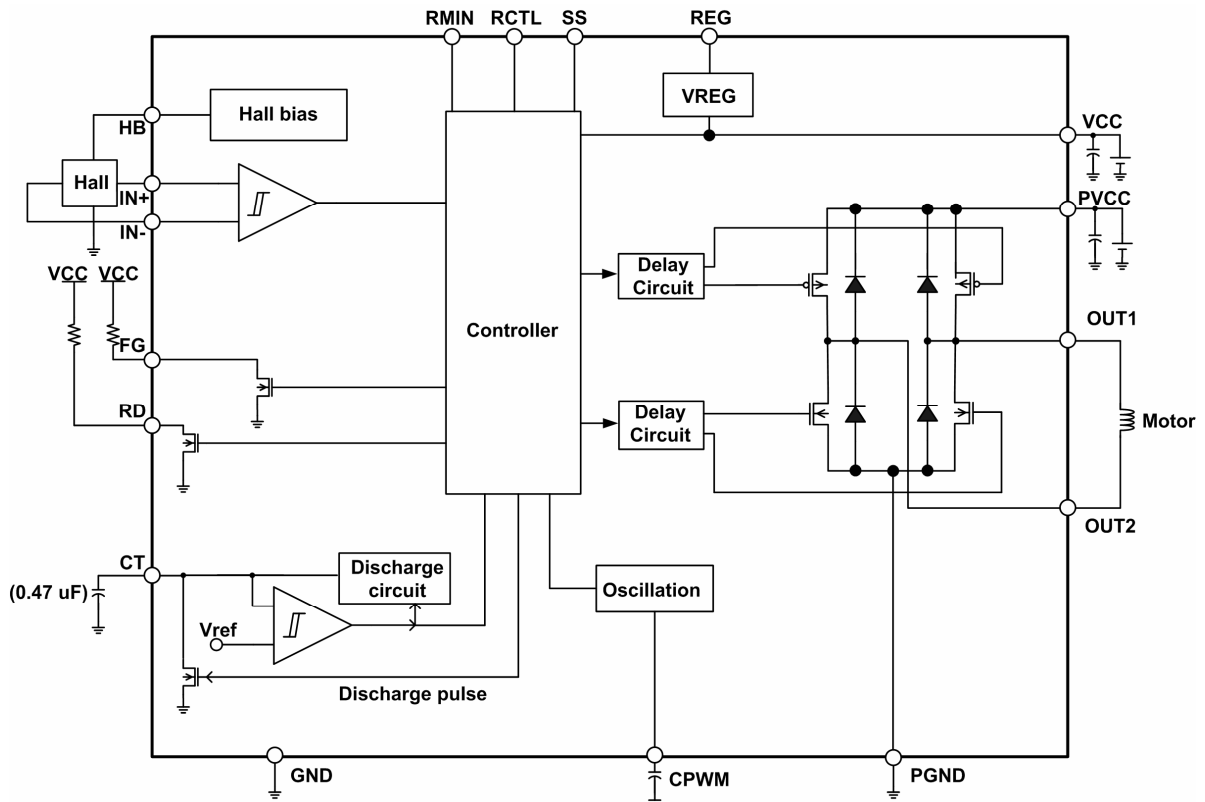 RMIN RCTL SS REG
Hall bias
VREG
HB
VCC
Hall
IN+
IN-
PVCC
VCC VCC
Delay
Circuit
Controller
OUT1
FG
RD
Delay
Circuit
Motor
OUT2
CT
(0.47 uF)
Discharge
circuit
Oscillation
Vref
Discharge pulse
GND
CPWM
PGND